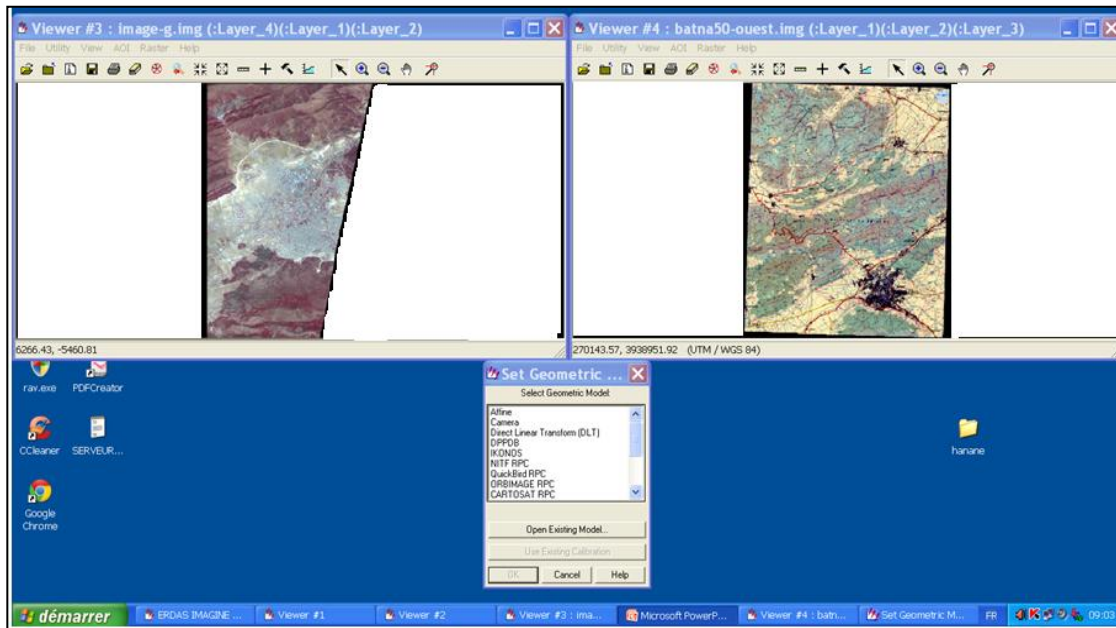 Viewer #3 : image-g.img (:Layer_4)(:Layer_1)(:Layer_2)
File Utility View AOI Raster Help
6266.43, -5460.81
Viewer #4 : batna50-ouest.img (:Layer_1)(:Layer_2)(:Layer_3)
File Utility View AOI Raster Help
270143.57, 3938951.92 (UTM / WGS 84)
rav.exe
PDFCreator
CCleaner
SERVEUR...
Google
Chrome
hanane
Set Geometric ...
Select Geometric Model:
Affine
Camera
Direct Linear Transform (DLT)
DPPDB
IKONOS
NITF RPC
QuickBird RPC
ORBIMAGE RPC
CARTOSAT RPC
Open Existing Model...
Use Existing Calibration
OK
Cancel
Help
démarrer
ERDAS IMAGINE ...
Viewer #1
Viewer #2
Viewer #3 : ima...
Microsoft PowerP...
Viewer #4 : batn...
Set Geometric M...
FR
09:03